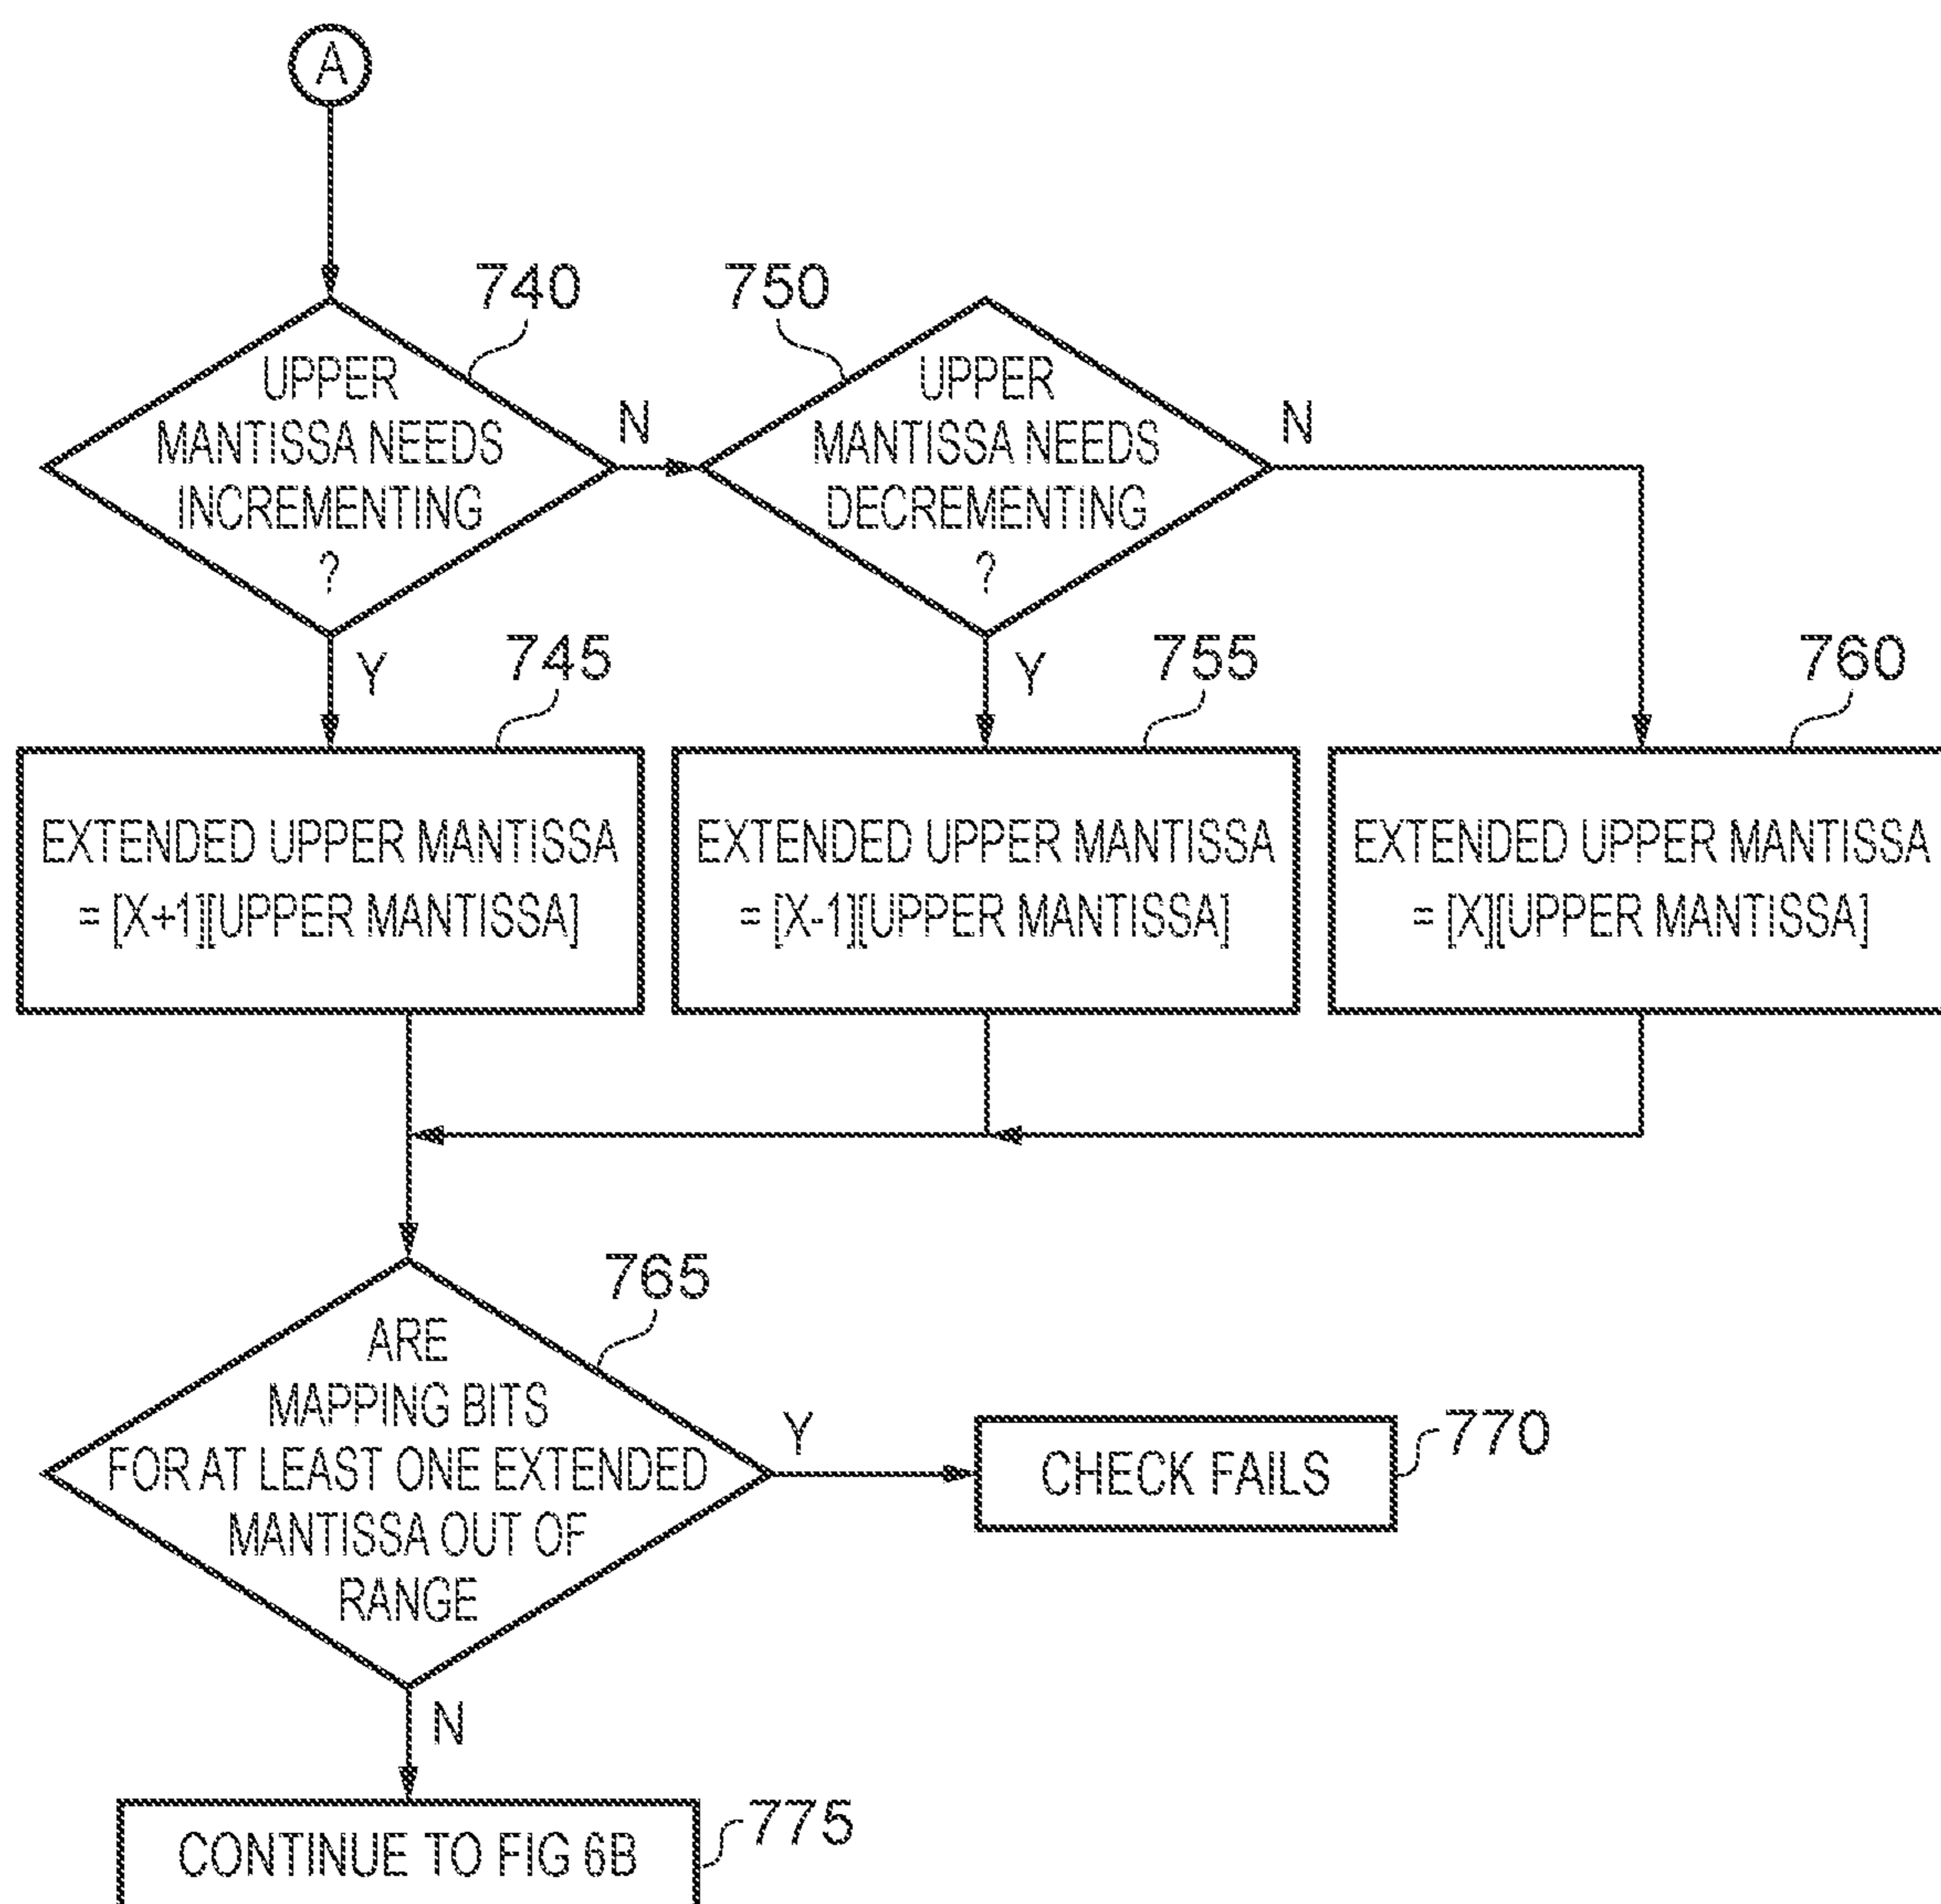 A
740
750
UPPER
MANTISSA NEEDS
INCREMENTING
?
N
UPPER
MANTISSA NEEDS
DECREMENTING
?
N
Y
745
Y
755
760
EXTENDED UPPER MANTISSA
= [X+1][UPPER MANTISSA]
EXTENDED UPPER MANTISSA
= [X-1][UPPER MANTISSA]
EXTENDED UPPER MANTISSA
= [X][UPPER MANTISSA]
765
ARE
MAPPING BITS
FOR AT LEAST ONE EXTENDED
MANTISSA OUT OF
RANGE
Y
CHECK FAILS
770
N
CONTINUE TO FIG 6B
775